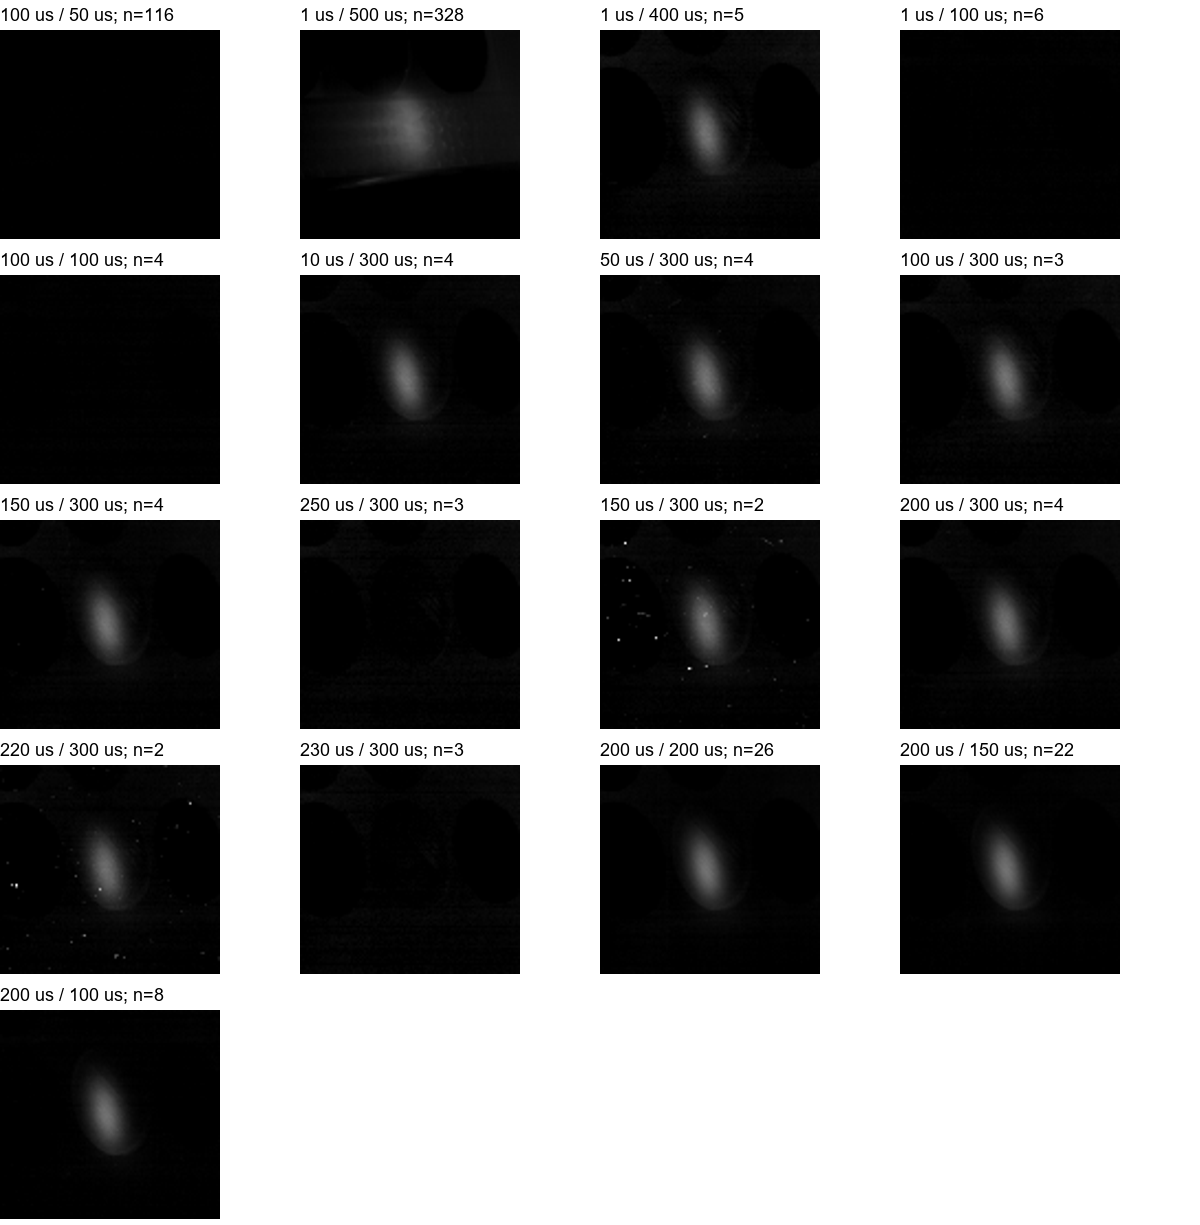 100 us / 50 us; n=116
1 us / 500 us; n=328
1 us / 400 us; n=5
1 us / 100 us; n=6
100 us / 100 us; n=4
10 us / 300 us; n=4
50 us / 300 us; n=4
100 us / 300 us; n=3
150 us / 300 us; n=4
250 us / 300 us; n=3
150 us / 300 us; n=2
200 us / 300 us; n=4
220 us / 300 us; n=2
230 us / 300 us; n=3
200 us / 200 us; n=26
200 us / 150 us; n=22
200 us / 100 us; n=8